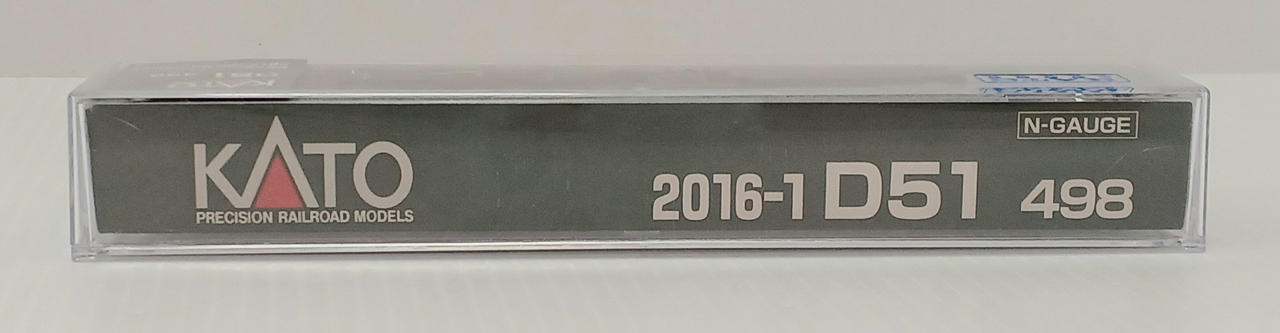 KATO
PRECISION RAILROAD MODELS
N-GAUGE
2016-1 D51 498